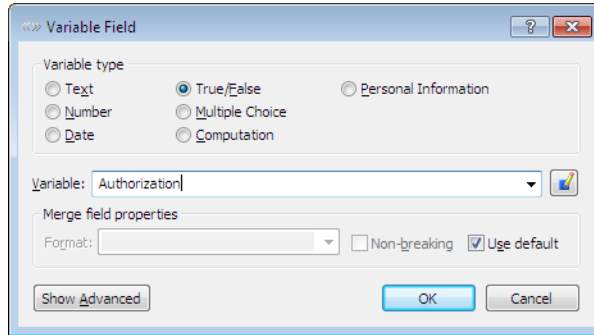 «» Variable Field
Variable type
Text True/False Personal Information
Number Multiple Choice
Date Computation
Variable: Authorization
Merge field properties
Format: Non-breaking Use default
Show Advanced OK Cancel